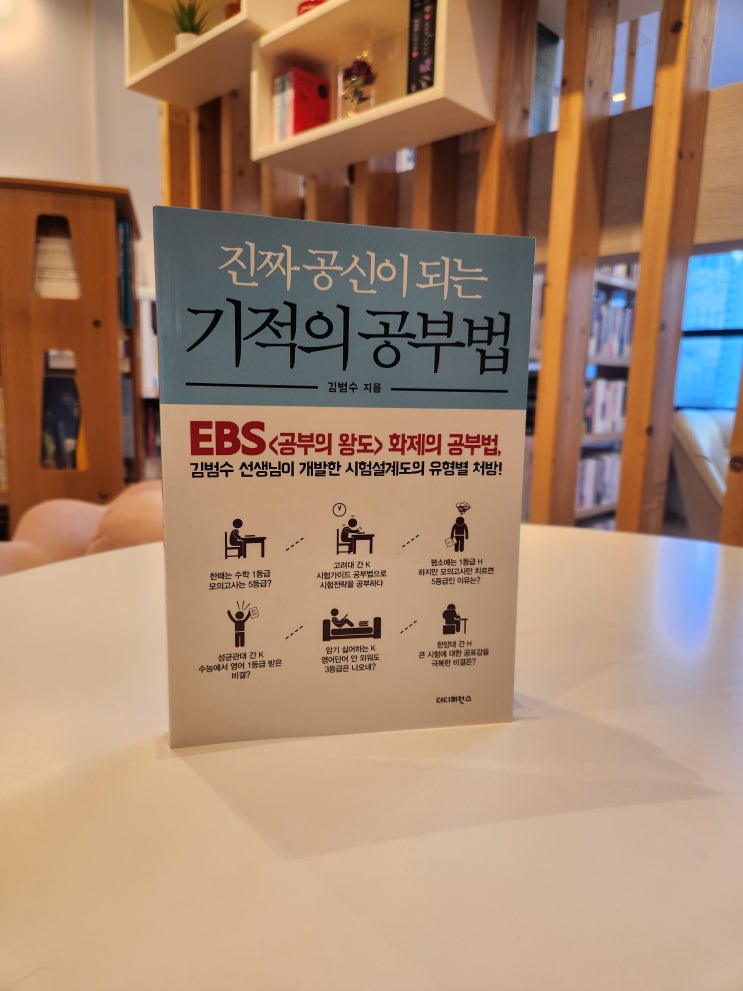 진짜 공신이 되는
기적의 공부법
김범수 지음
EBS <공부의 왕도> 화제의 공부법,
김범수 선생님이 개발한 시험설계도의 유형별 처방!
한때는 수학 1등급
모의고사는 5등급?
고려대 간 K
시험가이드 공부법으로
시험전략을 공부하다
평소에는 1등급 H
하지만 모의고사만 치르면
5등급인 이유는?
성균관대 간 K
수능에서 영어 1등급 받은
비결?
암기 싫어하는 K
영어단어 안 외워도
3등급은 나오네?
한양대 간 H
큰 시험에 대한 공포감을
극복한 비결은?
더디퍼런스